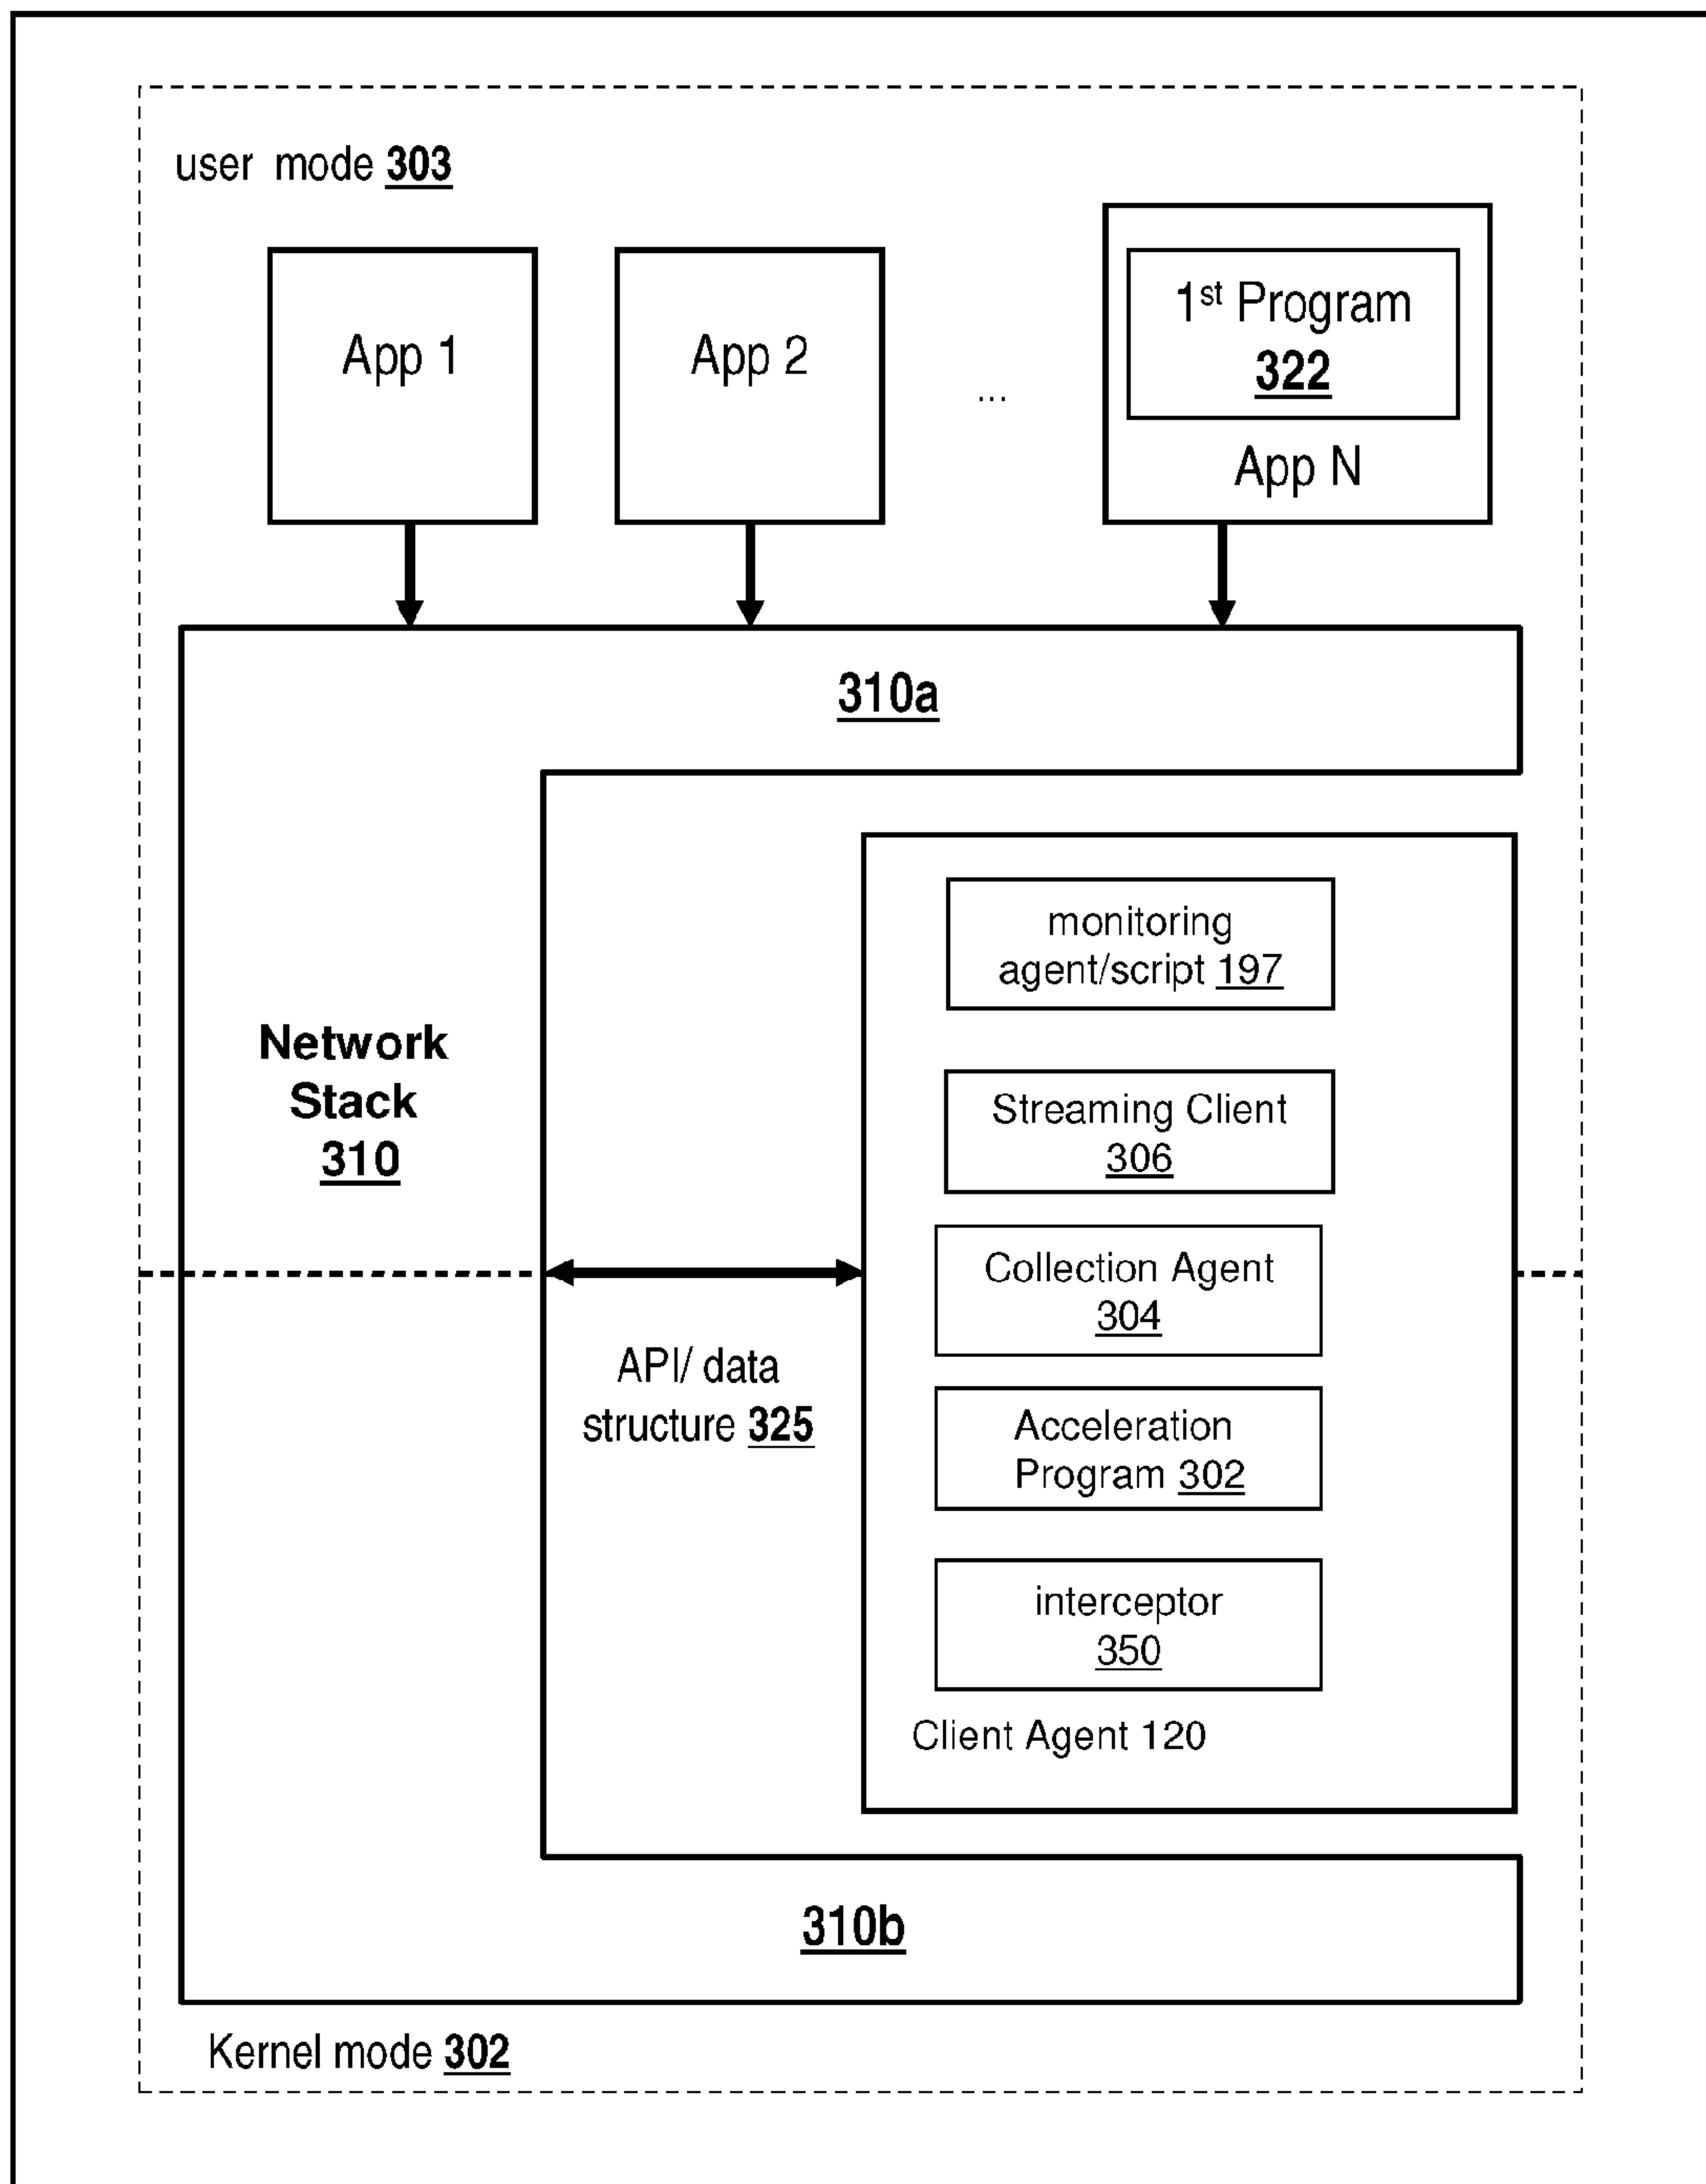 user mode 303
App 1
App 2
...
1st Program
322
App N
310a
Network
Stack
310
monitoring
agent/script 197
Streaming Client
306
Collection Agent
304
API/ data
structure 325
Acceleration
Program 302
interceptor
350
Client Agent 120
310b
Kernel mode 302